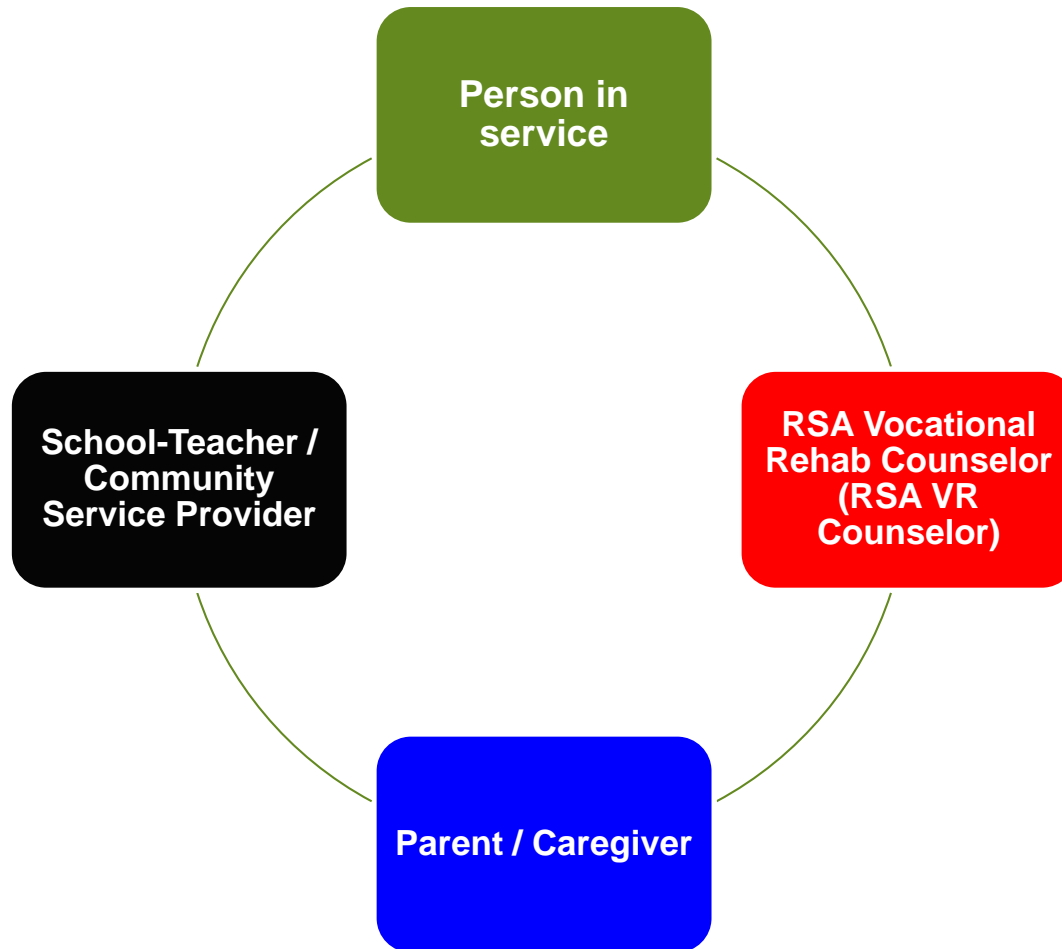 Person in
service
School-Teacher /
Community
Service Provider
RSA Vocational
Rehab Counselor
(RSA VR
Counselor)
Parent / Caregiver